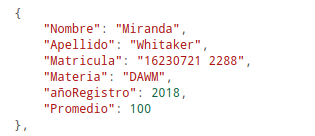 {
"Nombre": "Miranda",
"Apellido": "Whitaker",
"Matricula": "16230721 2288",
"Materia": "DAWM",
"añoRegistro": 2018,
"Promedio": 100
},